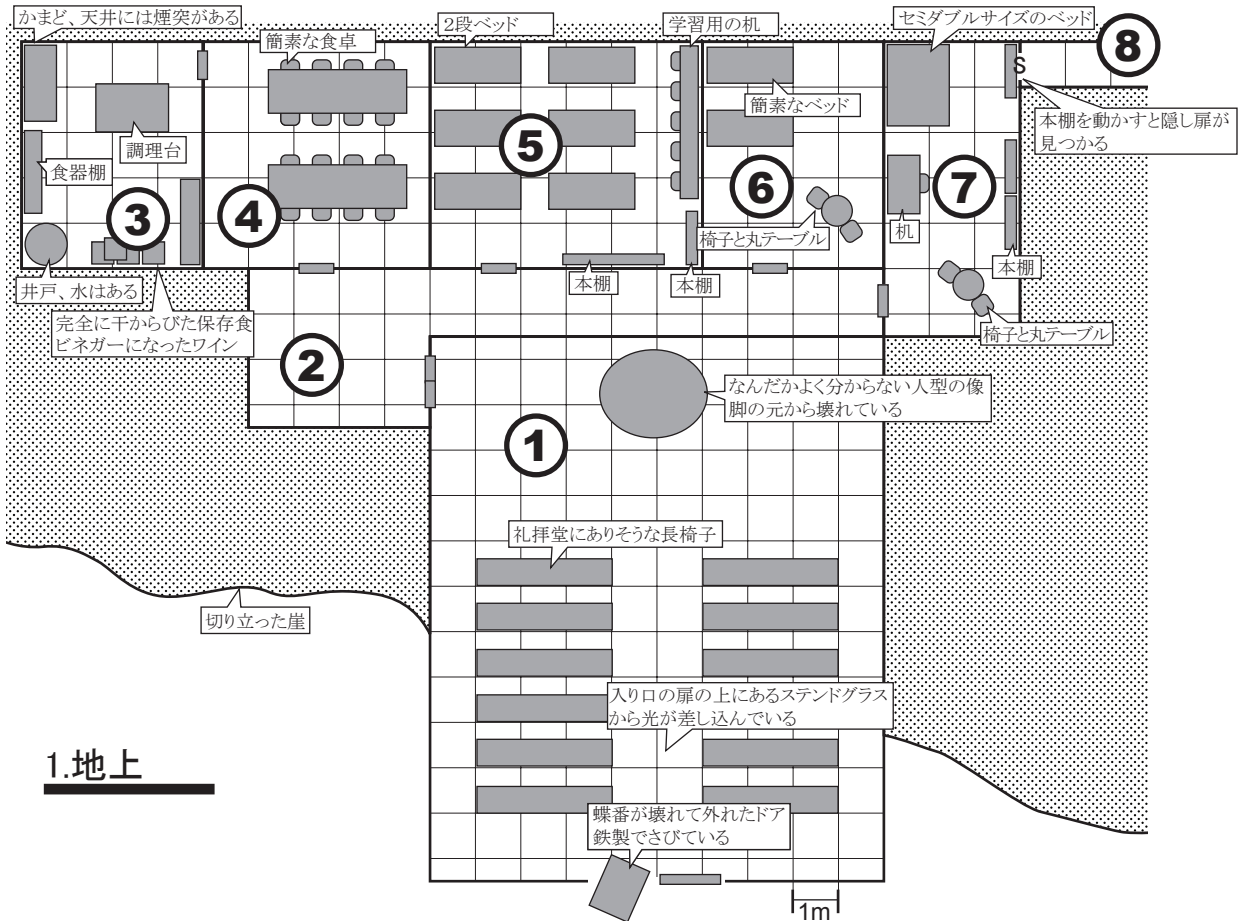 かまど、天井には煙突がある
簡素な食卓
2段ベッド
学習用の机
セミダブルサイズのベッド
8
S
簡素なベッド
本棚を動かすと隠し扉が
見つかる
調理台
食器棚
5
6
7
3
4
机
椅子と丸テーブル
井戸、水はある
本棚
本棚
本棚
完全に干からびた保存食
ビネガーになったワイン
椅子と丸テーブル
2
なんだかよく分からない人型の像
脚の元から壊れている
1
礼拝堂にありそうな長椅子
切り立った崖
入り口の扉の上にあるステンドグラス
から光が差し込んでいる
1.地上
蝶番が壊れて外れたドア
鉄製でさびている
1m